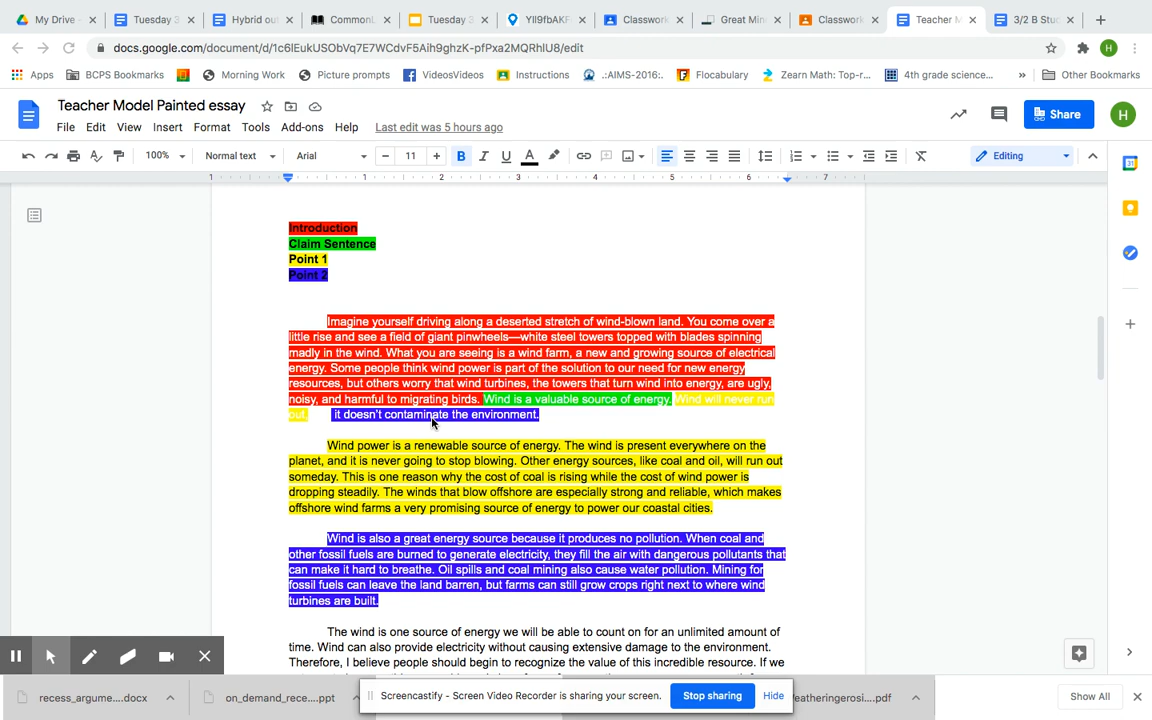 My Drive -
Tuesday 3
Hybrid ou
CommonL
Tuesday 3
YIl9fbAKF
Classwork
Great Min
Classwork
Teacher M
3/2 B Stud
docs.google.com/document/d/1c6lEukUSObVq7E7WCdvF5Aih9ghzK-pfPxa2MQRhIU8/edit
Apps
BCPS Bookmarks
Morning Work
Picture prompts
VideosVideos
Instructions
.:AIMS-2016:.
Flocabulary
Zearn Math: Top-r...
4th grade science...
»
Other Bookmarks
Teacher Model Painted essay
File Edit View Insert Format Tools Add-ons Help Last edit was 5 hours ago
Share
H
100% Normal text Arial 11 B I U A Editing
1 1 2 3 4 5 6 7
Introduction
Claim Sentence
Point 1
Point 2
Imagine yourself driving along a deserted stretch of wind-blown land. You come over a
little rise and see a field of giant pinwheels—white steel towers topped with blades spinning
madly in the wind. What you are seeing is a wind farm, a new and growing source of electrical
energy. Some people think wind power is part of the solution to our need for new energy
resources, but others worry that wind turbines, the towers that turn wind into energy, are ugly,
noisy, and harmful to migrating birds. Wind is a valuable source of energy. Wind will never run
out, it doesn't contaminate the environment.
Wind power is a renewable source of energy. The wind is present everywhere on the
planet, and it is never going to stop blowing. Other energy sources, like coal and oil, will run out
someday. This is one reason why the cost of coal is rising while the cost of wind power is
dropping steadily. The winds that blow offshore are especially strong and reliable, which makes
offshore wind farms a very promising source of energy to power our coastal cities.
Wind is also a great energy source because it produces no pollution. When coal and
other fossil fuels are burned to generate electricity, they fill the air with dangerous pollutants that
can make it hard to breathe. Oil spills and coal mining also cause water pollution. Mining for
fossil fuels can leave the land barren, but farms can still grow crops right next to where wind
turbines are built.
The wind is one source of energy we will be able to count on for an unlimited amount of
time. Wind can also provide electricity without causing extensive damage to the environment.
Therefore, I believe people should begin to recognize the value of this incredible resource. If we
recess_argume....docx
on_demand_rece....ppt
Screencastify - Screen Video Recorder is sharing your screen.
Stop sharing
Hide
eatheringerosi....pdf
Show All